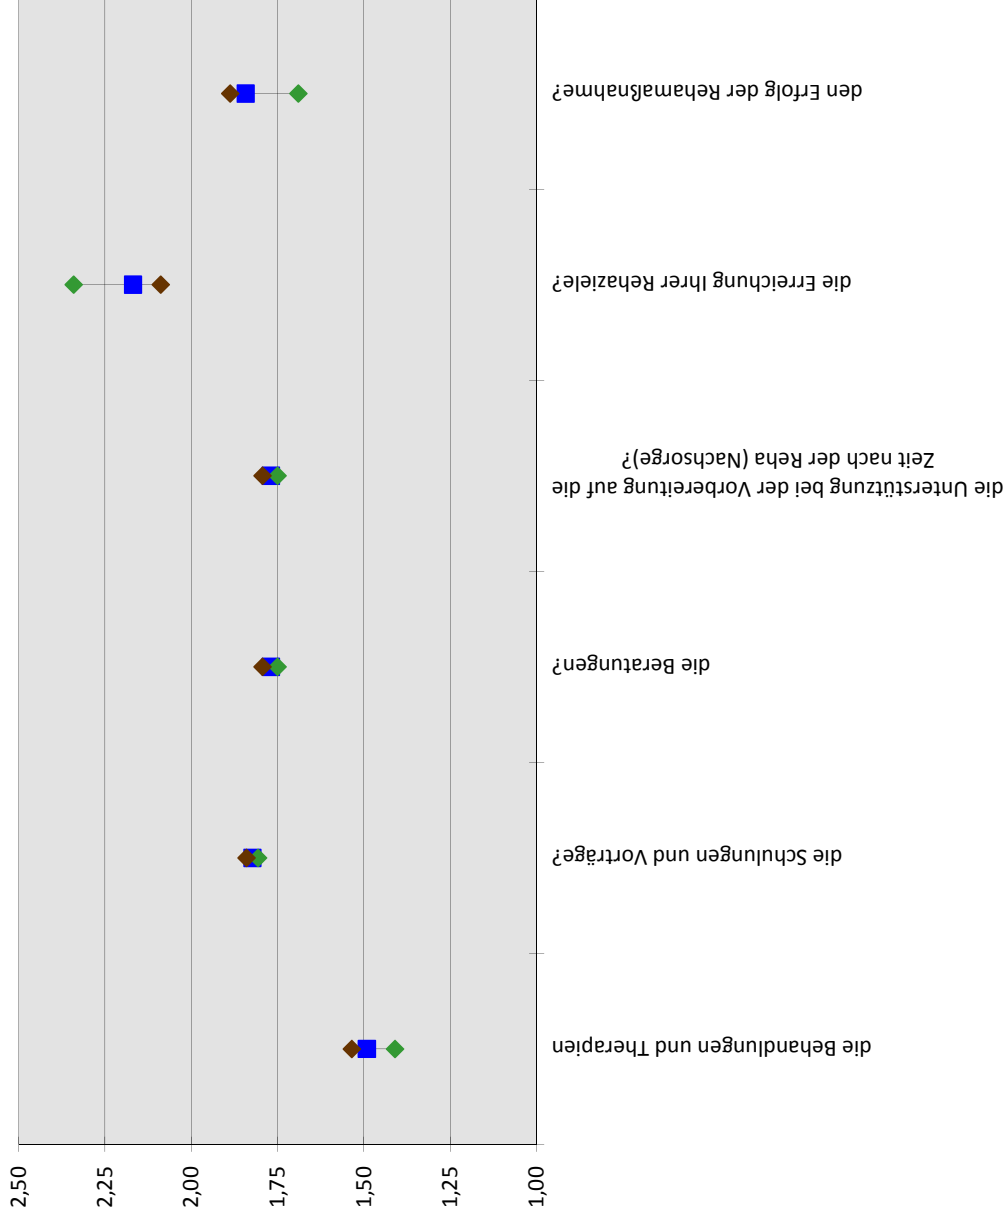 den Erfolg der Rehamaßnahme?
die Erreichung Ihrer Rehaziele?
die Unterstützung bei der Vorbereitung auf die
Zeit nach der Reha (Nachsorge)?
die Beratungen?
die Schulungen und Vorträge?
die Behandlungen und Therapien
2,50
2,25
2,00
1,75
1,50
1,25
1,00